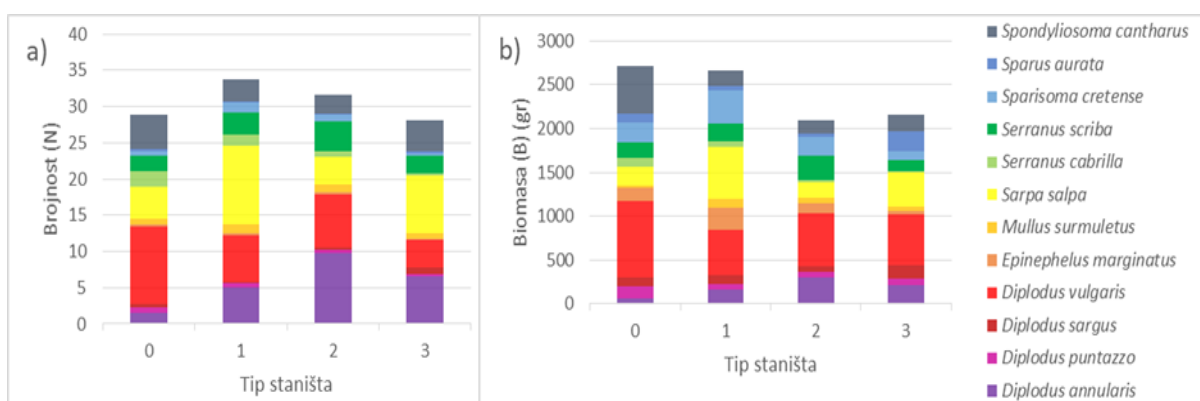 a)
Brojnost (N)
40
35
30
25
20
15
10
5
0
0 1 2 3
Tip staništa
b)
Biomasa (B) (gr)
3000
2500
2000
1500
1000
500
0
0 1 2 3
Tip staništa
Spondyliosoma cantharus
Sparus aurata
Sparisoma cretense
Serranus scriba
Serranus cabrilla
Sarpa salpa
Mullus surmuletus
Epinephelus marginatus
Diplodus vulgaris
Diplodus sargus
Diplodus puntazzo
Diplodus annularis